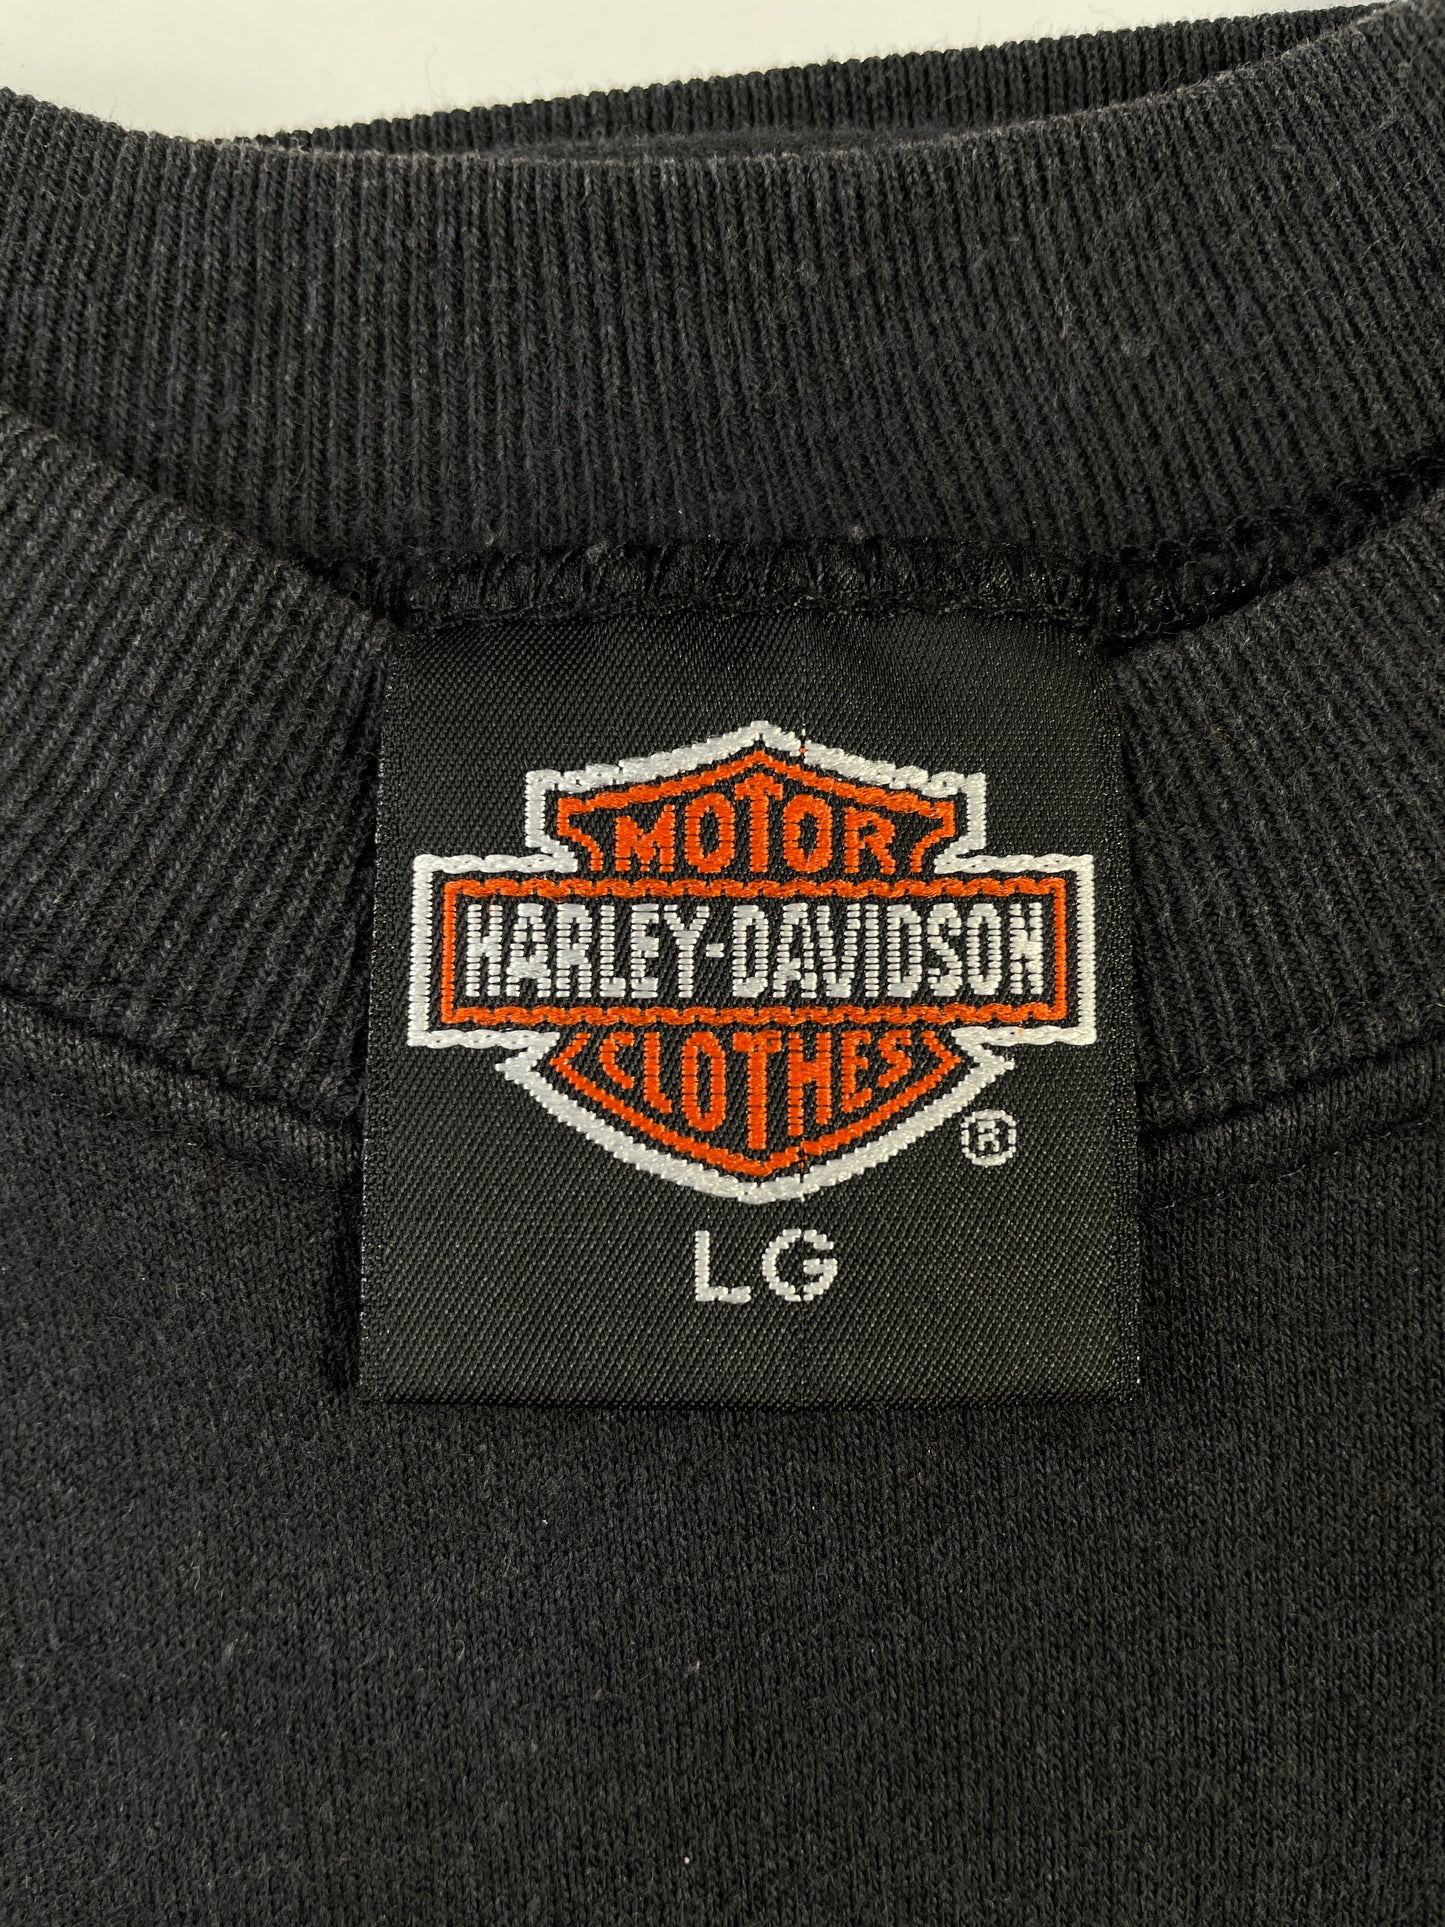 MOTOR
HARLEY-DAVIDSON
CLOTHES
®
LG